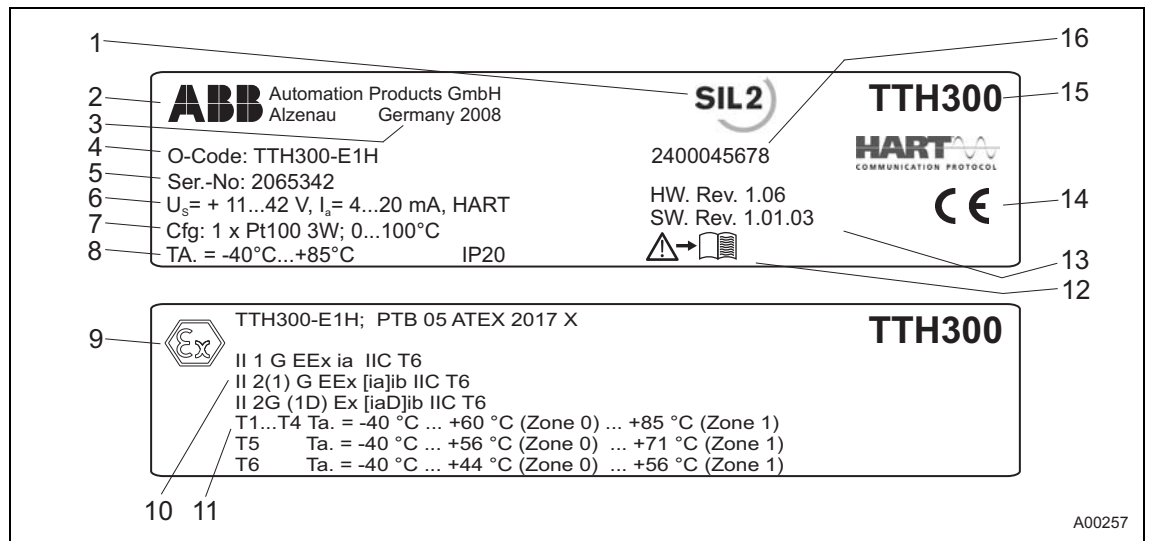 1
16
2
ABB Automation Products GmbH
Alzenau Germany 2008
SIL2
TTH300
15
3
4
O-Code: TTH300-E1H
2400045678
HART
COMMUNICATION PROTOCOL
5
Ser.-No: 2065342
6
Us= + 11...42 V, Ia= 4...20 mA, HART
HW. Rev. 1.06
CE
14
7
Cfg: 1 x Pt100 3W; 0...100°C
SW. Rev. 1.01.03
8
TA. = -40°C...+85°C IP20
13
12
9
Ex
TTH300-E1H; PTB 05 ATEX 2017 X
TTH300
II 1 G EEx ia IIC T6
II 2(1) G EEx [ia]ib IIC T6
II 2G (1D) Ex [iaD]ib IIC T6
T1...T4 Ta. = -40 °C ... +60 °C (Zone 0) ... +85 °C (Zone 1)
T5 Ta. = -40 °C ... +56 °C (Zone 0) ... +71 °C (Zone 1)
T6 Ta. = -40 °C ... +44 °C (Zone 0) ... +56 °C (Zone 1)
10 11
A00257